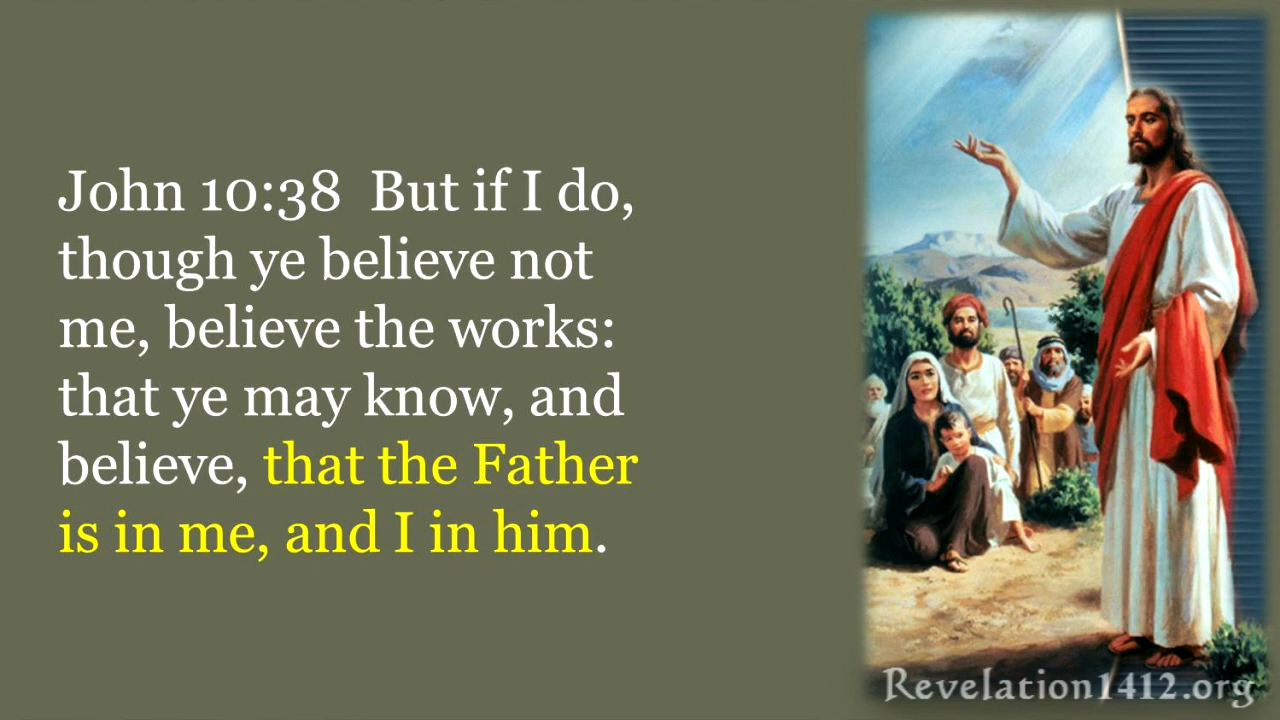 John 10:38  But if I do,
though ye believe not
me, believe the works:
that ye may know, and
believe, that the Father
is in me, and I in him.
Revelation1412.org